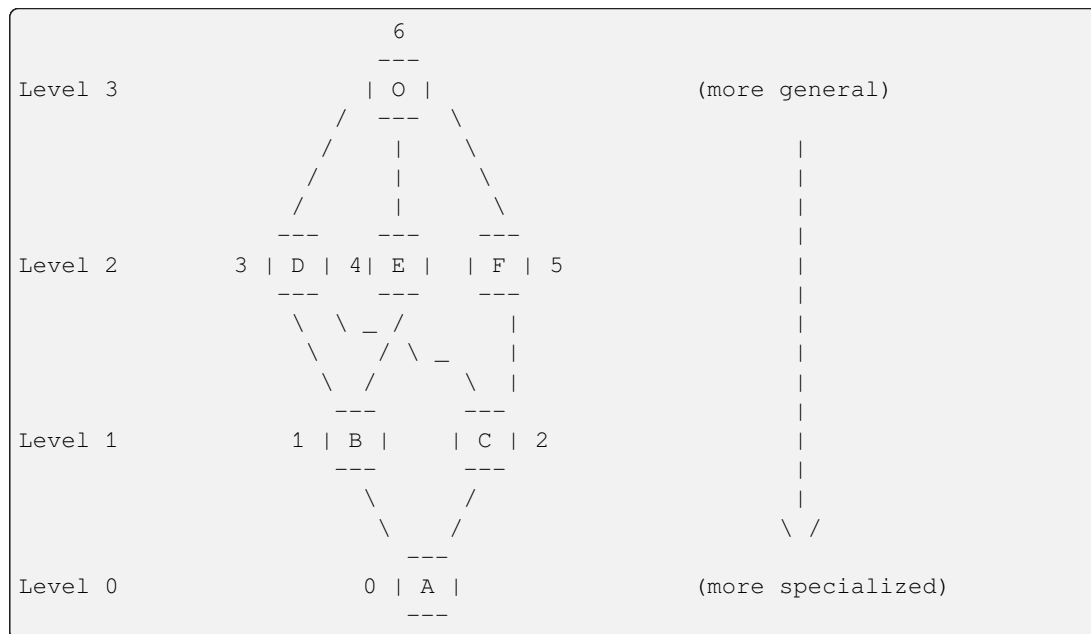 6
                         ---
Level 3                 | O |                  (more general)
                      /  ---  \
                     /    |    \                      |
                    /     |     \                     |
                   /      |      \                    |
                  ---    ---    ---                   |
Level 2        3 | D | 4| E |  | F | 5                |
                  ---    ---    ---                   |
                   \  \ _ /       |                   |
                    \    / \ _    |                   |
                     \  /      \  |                   |
                      ---      ---                    |
Level 1            1 | B |    | C | 2                 |
                      ---      ---                    |
                        \      /                      |
                         \    /                      \ /
                           ---
Level 0                 0 | A |                (more specialized)
                           ---